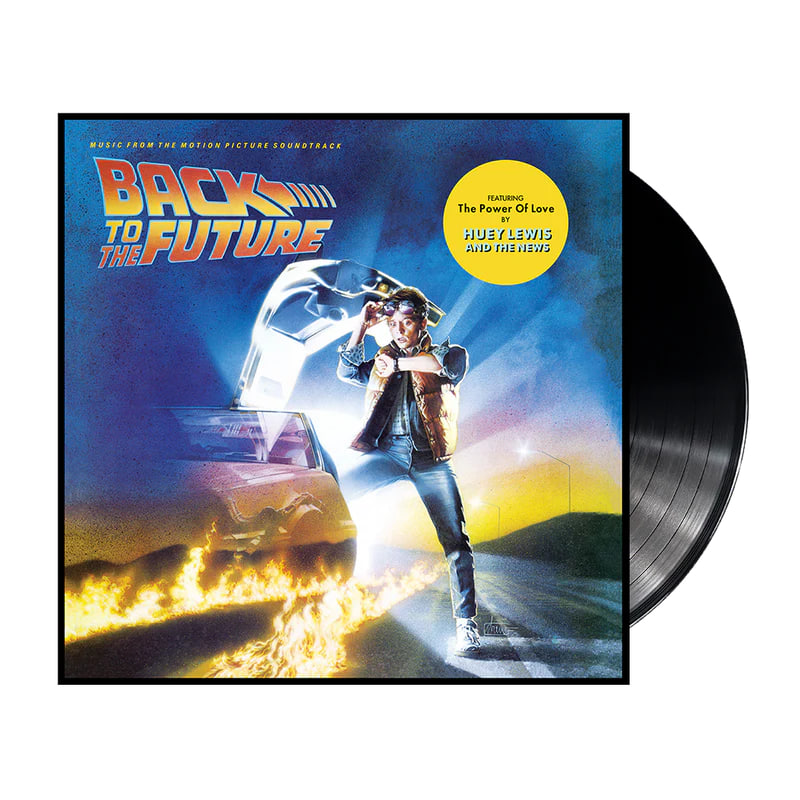 MUSIC FROM THE MOTION PICTURE SOUNDTRACK
BACK
TO
THE FUTURE
FEATURING
The Power Of Love
BY
HUEY LEWIS
AND THE NEWS